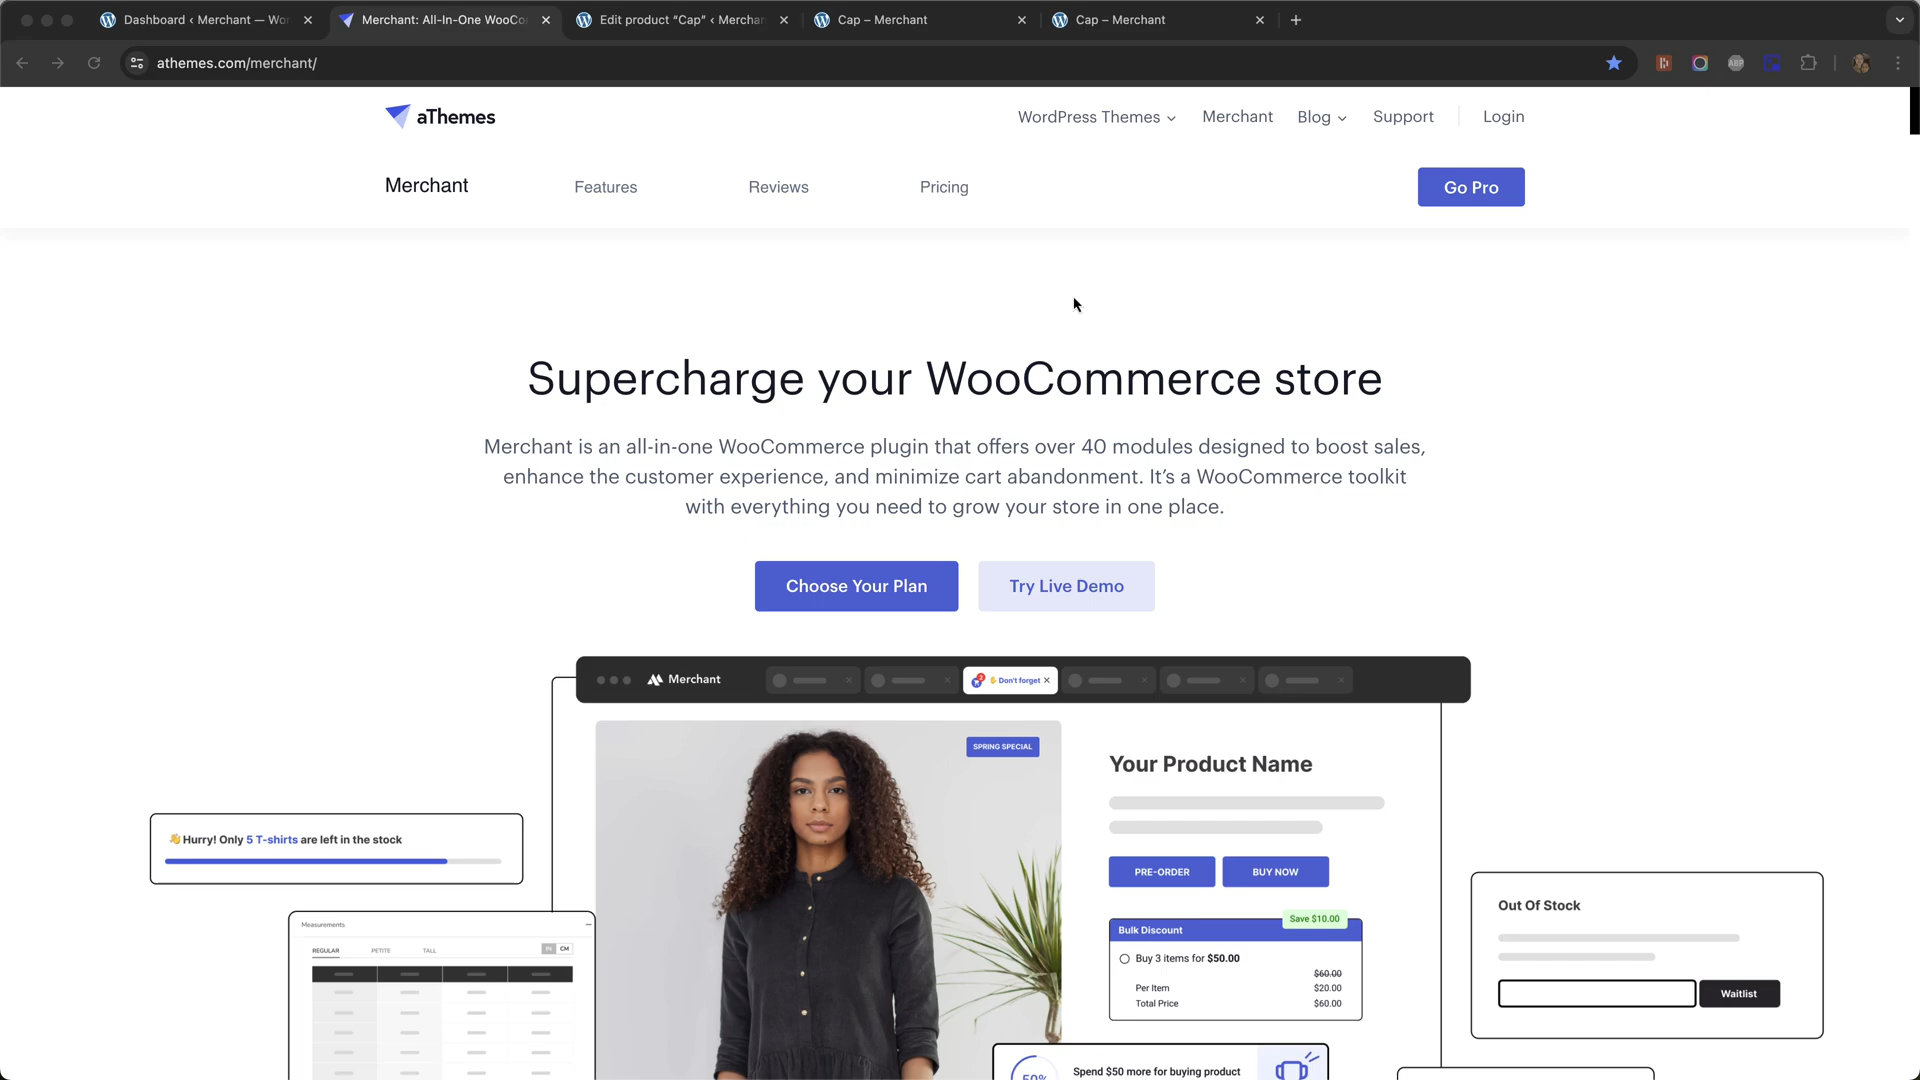 Dashboard ‹ Merchant — Wor
Merchant: All-In-One WooCo
Edit product “Cap” ‹ Merchan
Cap – Merchant
Cap – Merchant
athemes.com/merchant/
ABP
aThemes
WordPress Themes
Merchant
Blog
Support
Login
Merchant
Features
Reviews
Pricing
Go Pro
Supercharge your WooCommerce store
Merchant is an all-in-one WooCommerce plugin that offers over 40 modules designed to boost sales,
enhance the customer experience, and minimize cart abandonment. It’s a WooCommerce toolkit
with everything you need to grow your store in one place.
Choose Your Plan
Try Live Demo
Merchant
2
Don't forget
SPRING SPECIAL
Your Product Name
PRE-ORDER
BUY NOW
Save $10.00
Bulk Discount
Buy 3 items for $50.00
$60.00
Per Item
$20.00
Total Price
$60.00
Hurry! Only 5 T-shirts are left in the stock
Measurements
REGULAR
PETITE
TALL
IN
CM
Out Of Stock
Waitlist
50%
Spend $50 more for buying product